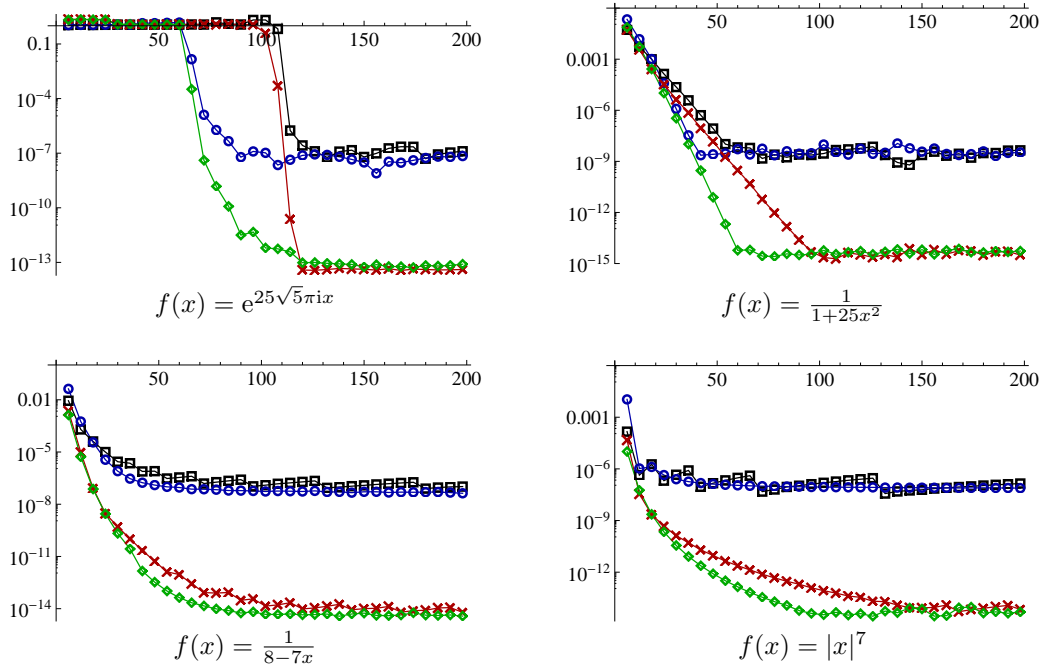 0.1
10⁻⁴
10⁻⁷
10⁻¹⁰
10⁻¹³
50 100 150 200
f(x) = e^{25√5πix}
0.001
10⁻⁶
10⁻⁹
10⁻¹²
10⁻¹⁵
50 100 150 200
f(x) = \frac{1}{1+25x²}
0.01
10⁻⁵
10⁻⁸
10⁻¹¹
10⁻¹⁴
50 100 150 200
f(x) = \frac{1}{8−7x}
0.001
10⁻⁶
10⁻⁹
10⁻¹²
50 100 150 200
f(x) = |x|⁷